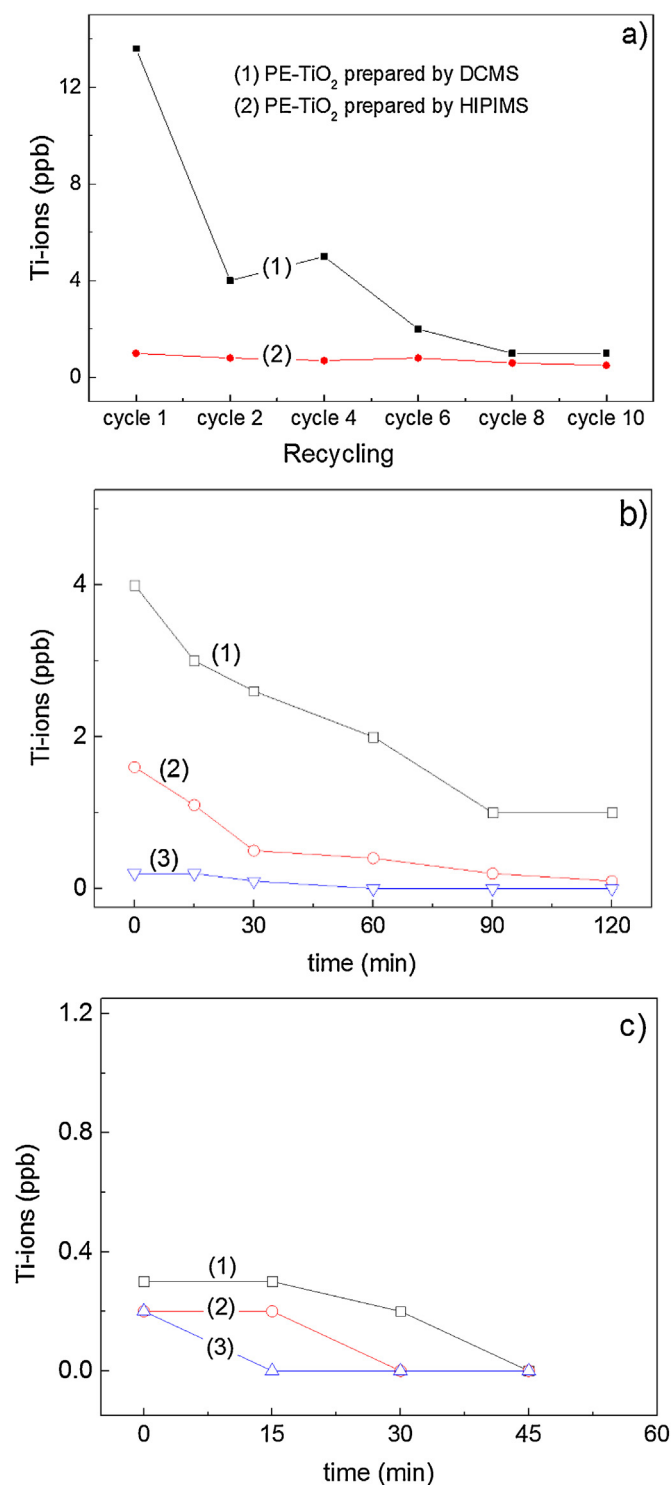 a)
(1) PE-TiO₂ prepared by DCMS
(2) PE-TiO₂ prepared by HIPIMS
12
8
4
0
Ti-ions (ppb)
(1)
(2)
cycle 1 cycle 2 cycle 4 cycle 6 cycle 8 cycle 10
Recycling
b)
4
2
0
Ti-ions (ppb)
(1)
(2)
(3)
0 30 60 90 120
time (min)
c)
1.2
0.8
0.4
0.0
Ti-ions (ppb)
(1)
(2)
(3)
0 15 30 45 60
time (min)